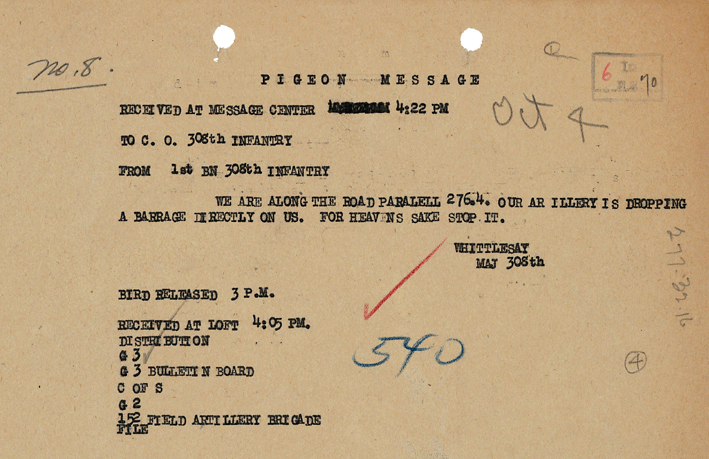 no.8.
PIGEON MESSAGE
6 70
RECEIVED AT MESSAGE CENTER 4:22 PM
Oct 4
TO C. O. 308th INFANTRY
FROM 1st BN 308th INFANTRY
WE ARE ALONG THE ROAD PARALELL 276.4. OUR AR ILLERY IS DROPPING
A BARRAGE DIRECTLY ON US. FOR HEAVENS SAKE STOP IT.
WHITTLESAY
MAJ 308th
BIRD RELEASED 3 P.M.
RECEIVED AT LOFT 4:05 PM.
DISTRIBUTION
G 3
G 3 BULLETIN BOARD
C OF S
G 2
152 FIELD ARTILLERY BRIGADE
FILE
540
4